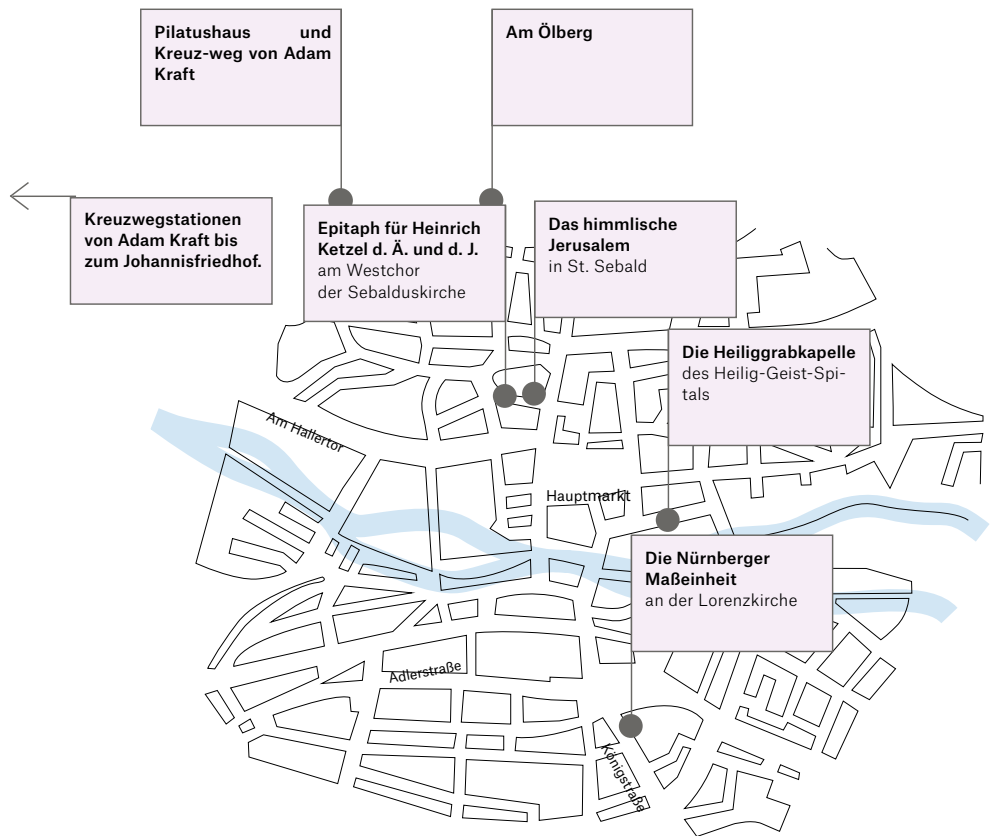 Pilatushaus und
Kreuz-weg von Adam
Kraft
Am Ölberg
Kreuzwegstationen
von Adam Kraft bis
zum Johannisfriedhof.
Epitaph für Heinrich
Ketzel d. Ä. und d. J.
am Westchor
der Sebalduskirche
Das himmlische
Jerusalem
in St. Sebald
Die Heiliggrabkapelle
des Heilig-Geist-Spi-
tals
Am Hallertor
Hauptmarkt
Die Nürnberger
Maßeinheit
an der Lorenzkirche
Adlerstraße
Königstraße